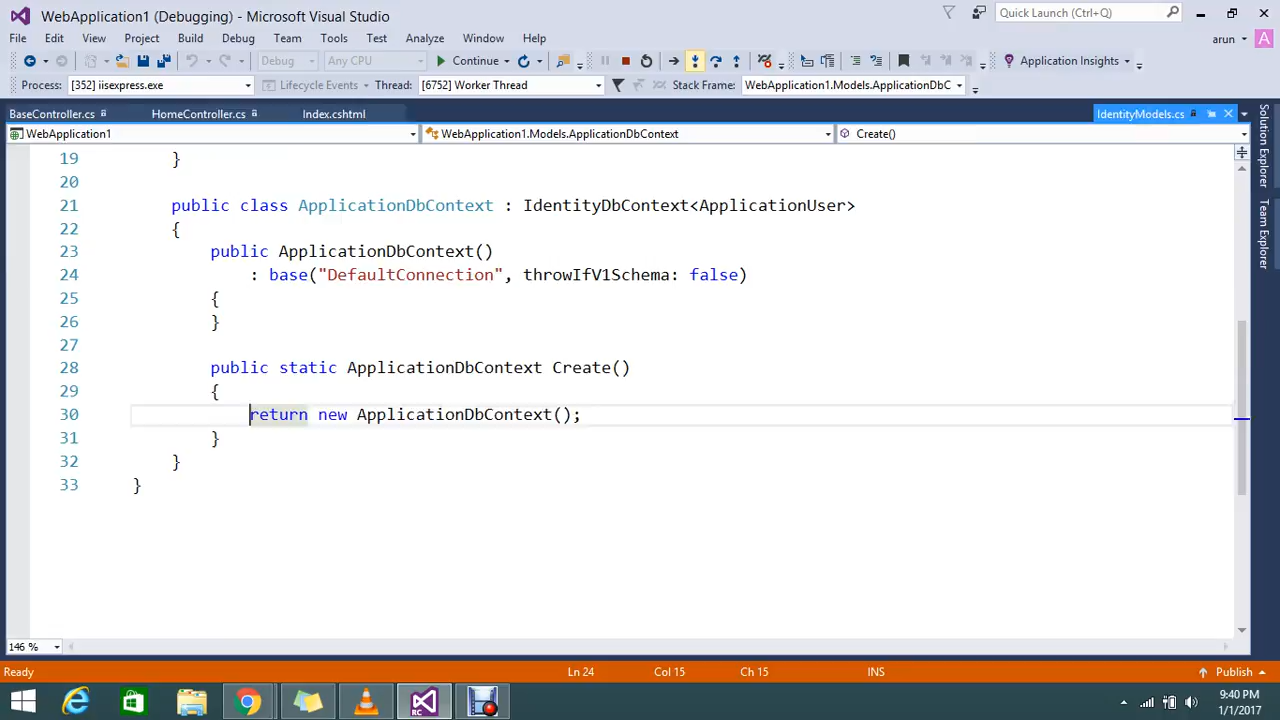 WebApplication1 (Debugging) - Microsoft Visual Studio
Quick Launch (Ctrl+Q)
File Edit View Project Build Debug Team Tools Test Analyze Window Help
arun A
Debug Any CPU Continue Application Insights
Process: [352] iisexpress.exe Lifecycle Events Thread: [6752] Worker Thread Stack Frame: WebApplication1.Models.ApplicationDbC
BaseController.cs HomeController.cs Index.cshtml IdentityModels.cs
WebApplication1 WebApplication1.Models.ApplicationDbContext Create()
19 }
20
21 public class ApplicationDbContext : IdentityDbContext<ApplicationUser>
22 {
23 public ApplicationDbContext()
24 : base("DefaultConnection", throwIfV1Schema: false)
25 {
26 }
27
28 public static ApplicationDbContext Create()
29 {
30 return new ApplicationDbContext();
31 }
32 }
33 }
Solution Explorer
Team Explorer
146 %
Ready Ln 24 Col 15 Ch 15 INS Publish
RC
9:40 PM
1/1/2017